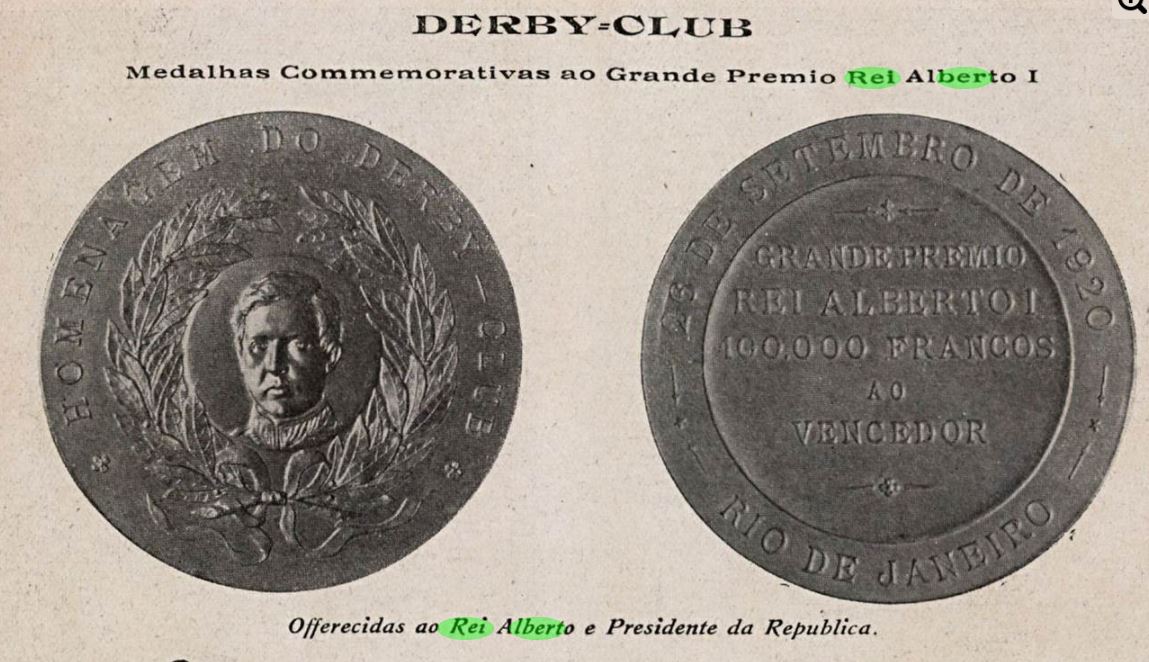 DERBY-CLUB
Medalhas Commemorativas ao Grande Premio Rei Alberto I
HOMENAGEM DO DERBY-CLUB
26 DE SETEMBRO DE 1920
GRANDE PREMIO
REI ALBERTO I
100.000 FRANCOS
AO
VENCEDOR
RIO DE JANEIRO
Offerecidas ao Rei Alberto e Presidente da Republica.